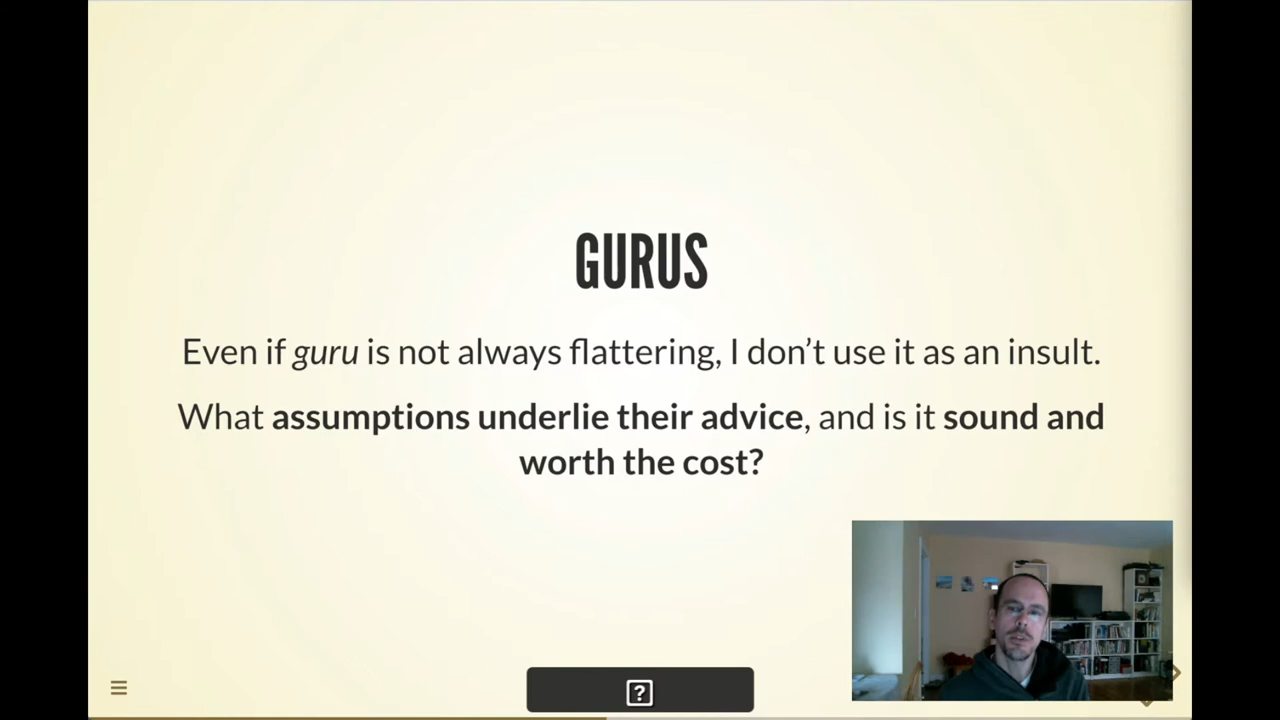 GURUS
Even if guru is not always flattering, I don't use it as an insult.
What assumptions underlie their advice, and is it sound and
worth the cost?
?